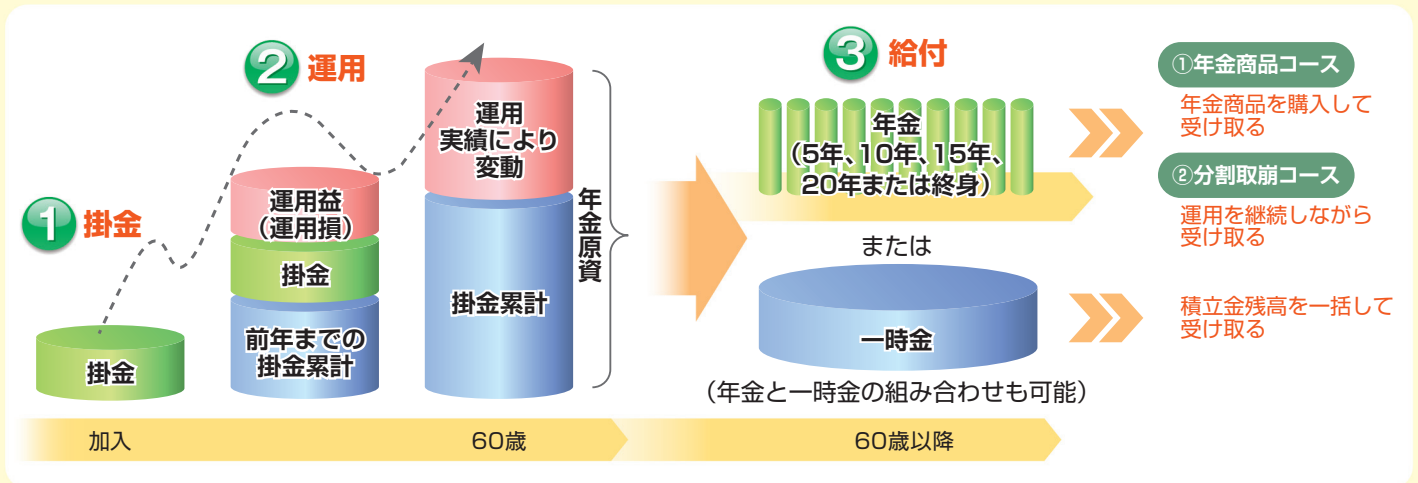 1 掛金
掛金
2 運用
運用益
(運用損)
掛金
前年までの
掛金累計
運用
実績により
変動
掛金累計
年金原資
3 給付
年金
(5年、10年、15年、
20年または終身)
または
一時金
(年金と一時金の組み合わせも可能)
①年金商品コース
年金商品を購入して
受け取る
②分割取崩コース
運用を継続しながら
受け取る
積立金残高を一括して
受け取る
加入
60歳
60歳以降